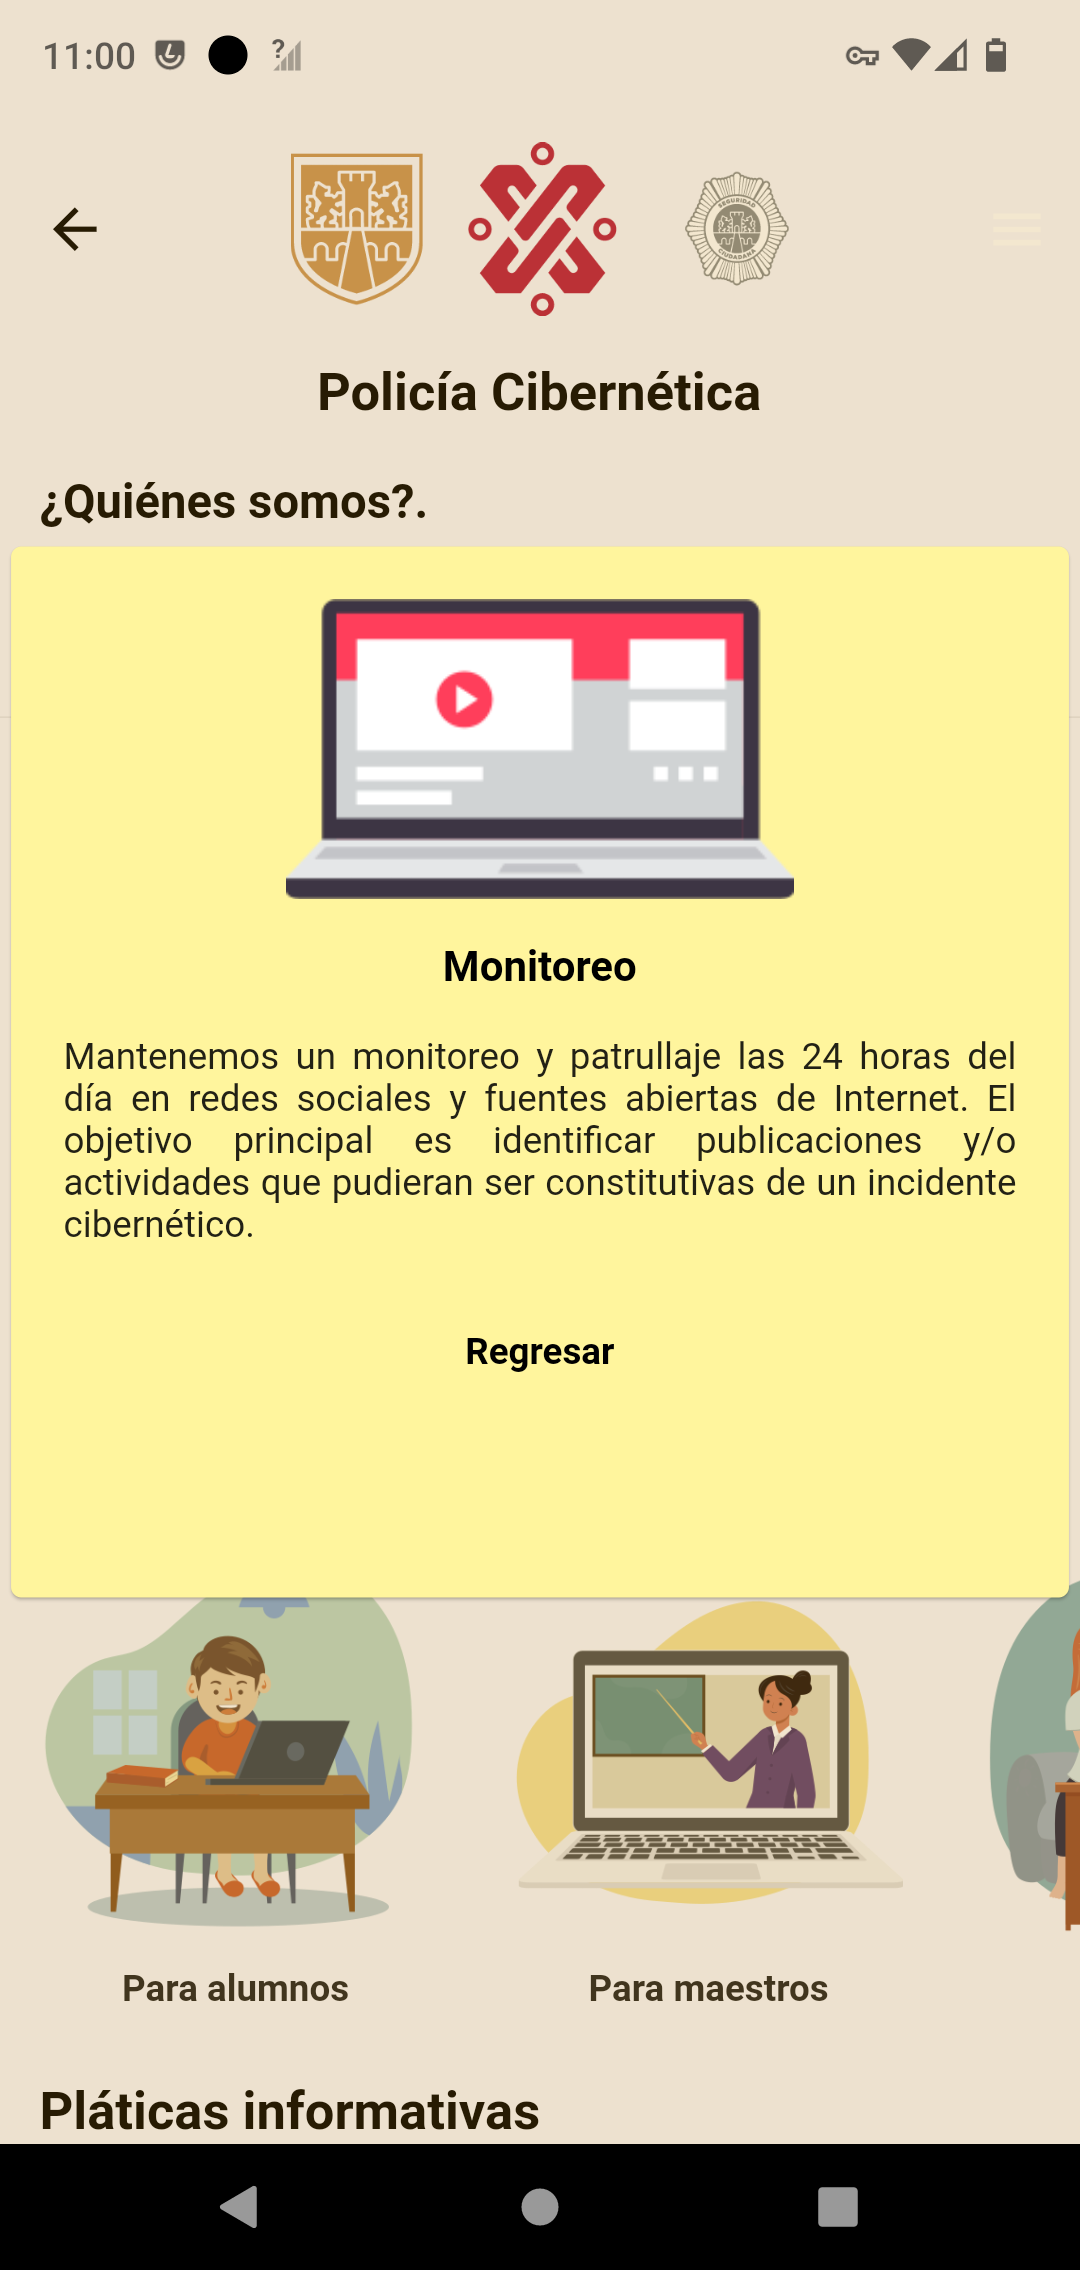 11:00
?
SEGURIDAD
CIUDADANA
Policía Cibernética
¿Quiénes somos?.
Monitoreo
Mantenemos un monitoreo y patrullaje las 24 horas del
día en redes sociales y fuentes abiertas de Internet. El
objetivo principal es identificar publicaciones y/o
actividades que pudieran ser constitutivas de un incidente
cibernético.
Regresar
Para alumnos
Para maestros
Pláticas informativas